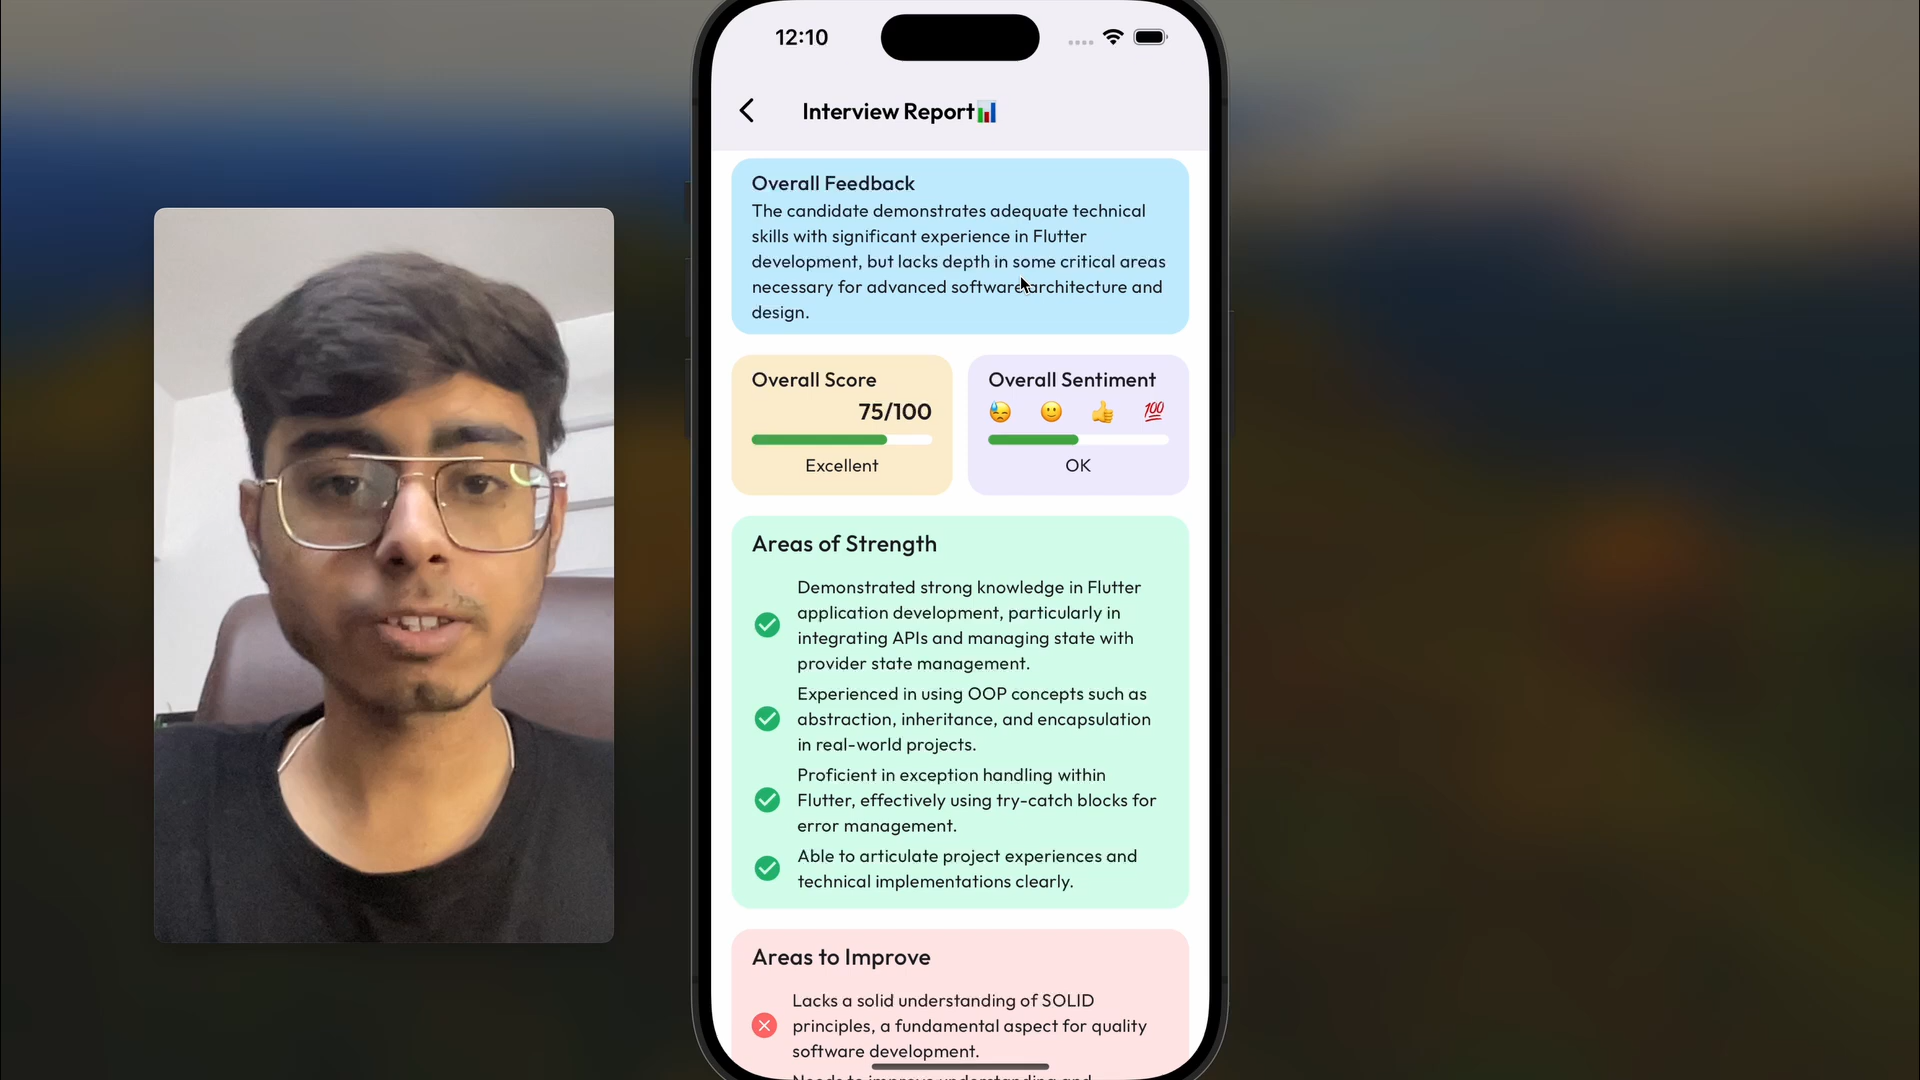 12:10
Interview Report📊
Overall Feedback
The candidate demonstrates adequate technical
skills with significant experience in Flutter
development, but lacks depth in some critical areas
necessary for advanced software architecture and
design.
Overall Score
75/100
Excellent
Overall Sentiment
😓 🙂 👍 💯
OK
Areas of Strength
Demonstrated strong knowledge in Flutter
application development, particularly in
integrating APIs and managing state with
provider state management.
Experienced in using OOP concepts such as
abstraction, inheritance, and encapsulation
in real-world projects.
Proficient in exception handling within
Flutter, effectively using try-catch blocks for
error management.
Able to articulate project experiences and
technical implementations clearly.
Areas to Improve
Lacks a solid understanding of SOLID
principles, a fundamental aspect for quality
software development.
Needs to improve understanding and